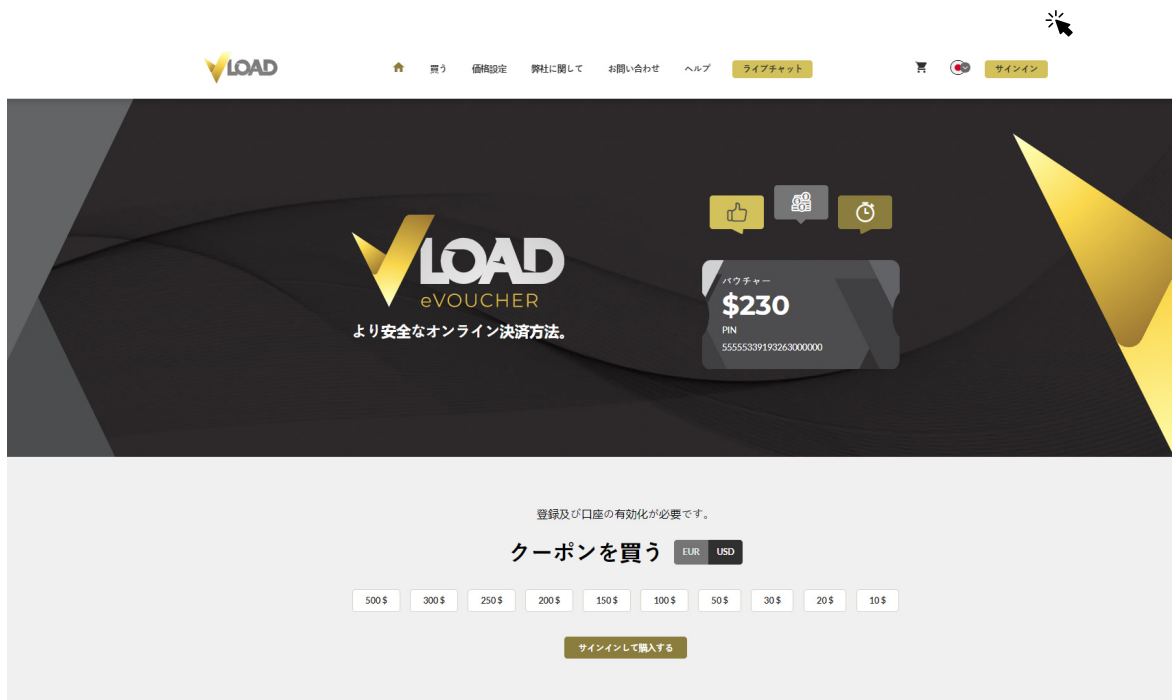 VLOAD
買う 価格設定 弊社に関して お問い合わせ ヘルプ ライブチャット サインイン
VLOAD
eVOUCHER
より安全なオンライン決済方法。
バウチャー
$230
PIN
55555339193263000000
登録及び口座の有効化が必要です。
クーポンを買う EUR USD
500 $ 300 $ 250 $ 200 $ 150 $ 100 $ 50 $ 30 $ 20 $ 10 $
サインインして購入する